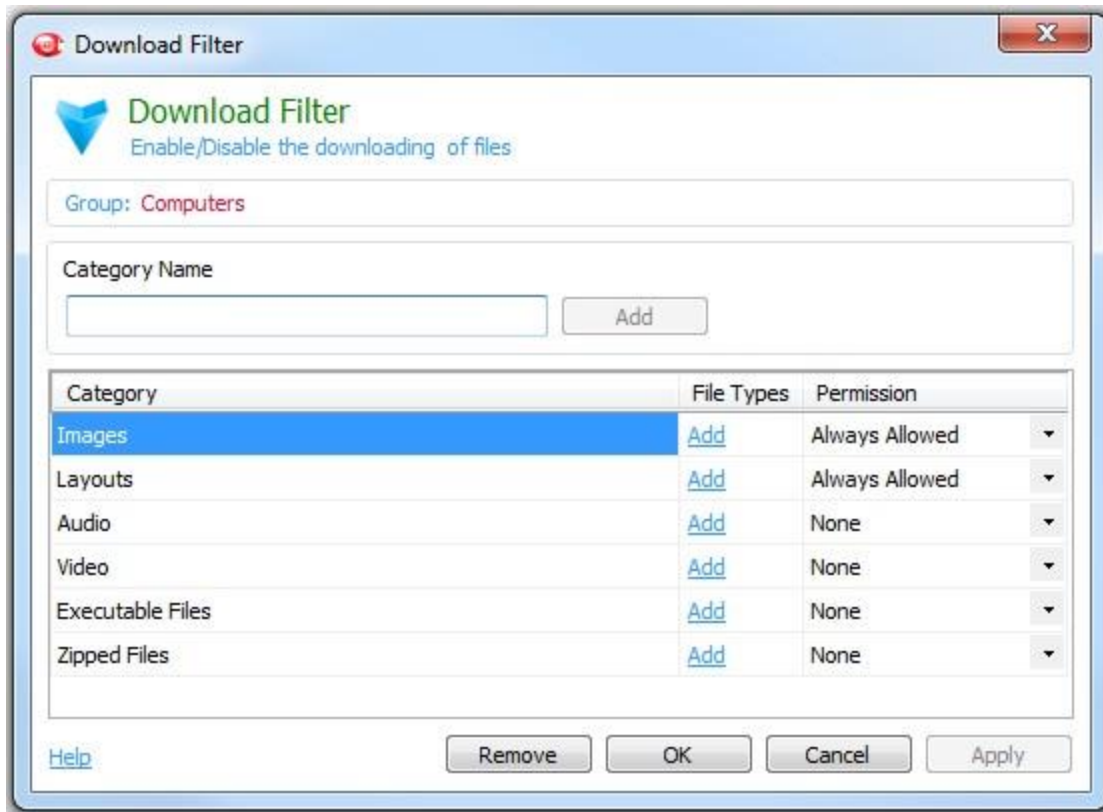 Download Filter
Download Filter
Enable/Disable the downloading of files
Group: Computers
Category Name
Add
Category File Types Permission
Images Add Always Allowed
Layouts Add Always Allowed
Audio Add None
Video Add None
Executable Files Add None
Zipped Files Add None
Help Remove OK Cancel Apply